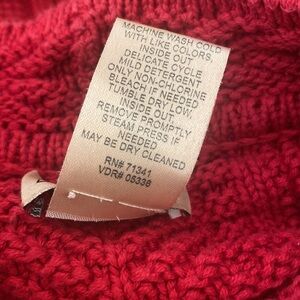 MACHINE WASH COLD
WITH LIKE COLORS,
INSIDE OUT
DELICATE CYCLE
MILD DETERGENT
ONLY NON-CHLORINE
BLEACH IF NEEDED
TUMBLE DRY LOW,
INSIDE OUT,
REMOVE PROMPTLY
STEAM PRESS IF
NEEDED
MAY BE DRY CLEANED
RN# 71341
VDR# 05338